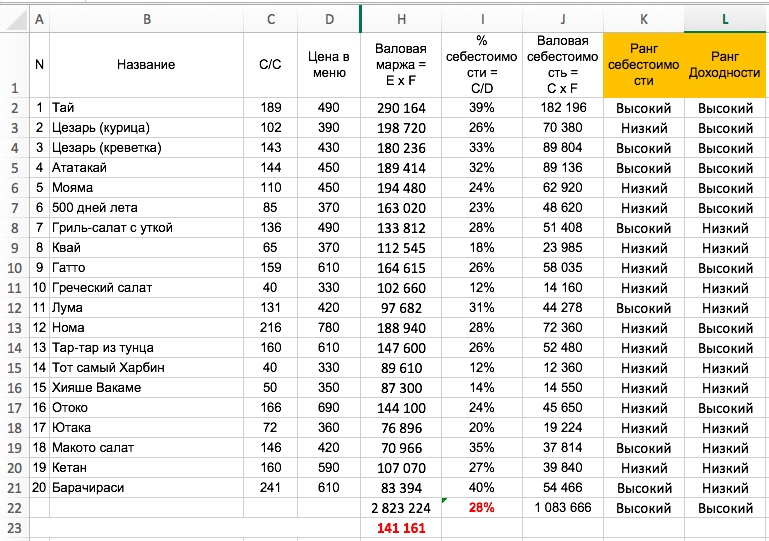 A B C D H I J K L
1 N Название С/С Цена в меню Валовая маржа = E x F % себестоимо сти = C/D Валовая себестоимо сть = C x F Ранг себестоимо сти Ранг Доходности
2 1 Тай 189 490 290 164 39% 182 196 Высокий Высокий
3 2 Цезарь (курица) 102 390 198 720 26% 70 380 Низкий Высокий
4 3 Цезарь (креветка) 143 430 180 236 33% 89 804 Высокий Высокий
5 4 Ататакай 144 450 189 414 32% 89 136 Высокий Высокий
6 5 Мояма 110 450 194 480 24% 62 920 Низкий Высокий
7 6 500 дней лета 85 370 163 020 23% 48 620 Низкий Высокий
8 7 Гриль-салат с уткой 136 490 133 812 28% 51 408 Высокий Низкий
9 8 Квай 65 370 112 545 18% 23 985 Низкий Низкий
10 9 Гатто 159 610 164 615 26% 58 035 Низкий Высокий
11 10 Греческий салат 40 330 102 660 12% 14 160 Низкий Низкий
12 11 Лума 131 420 97 682 31% 44 278 Высокий Низкий
13 12 Нома 216 780 188 940 28% 72 360 Низкий Высокий
14 13 Тар-тар из тунца 160 610 147 600 26% 52 480 Низкий Высокий
15 14 Тот самый Харбин 40 330 89 610 12% 12 360 Низкий Низкий
16 15 Хияше Вакаме 50 350 87 300 14% 14 550 Низкий Низкий
17 16 Отоко 166 690 144 100 24% 45 650 Низкий Высокий
18 17 Ютака 72 360 76 896 20% 19 224 Низкий Низкий
19 18 Макото салат 146 420 70 966 35% 37 814 Высокий Низкий
20 19 Кетан 160 590 107 070 27% 39 840 Низкий Низкий
21 20 Барачираси 241 610 83 394 40% 54 466 Высокий Низкий
22 2 823 224 28% 1 083 666 Высокий Высокий
23 141 161